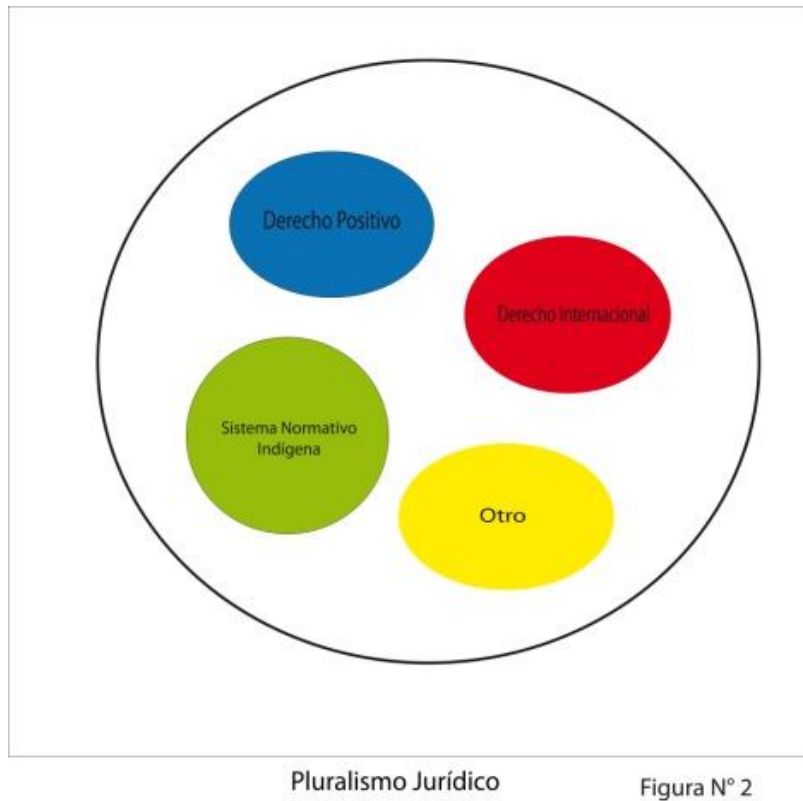 Derecho Positivo
Derecho Internacional
Sistema Normativo
Indígena
Otro
Pluralismo Jurídico
Figura N° 2